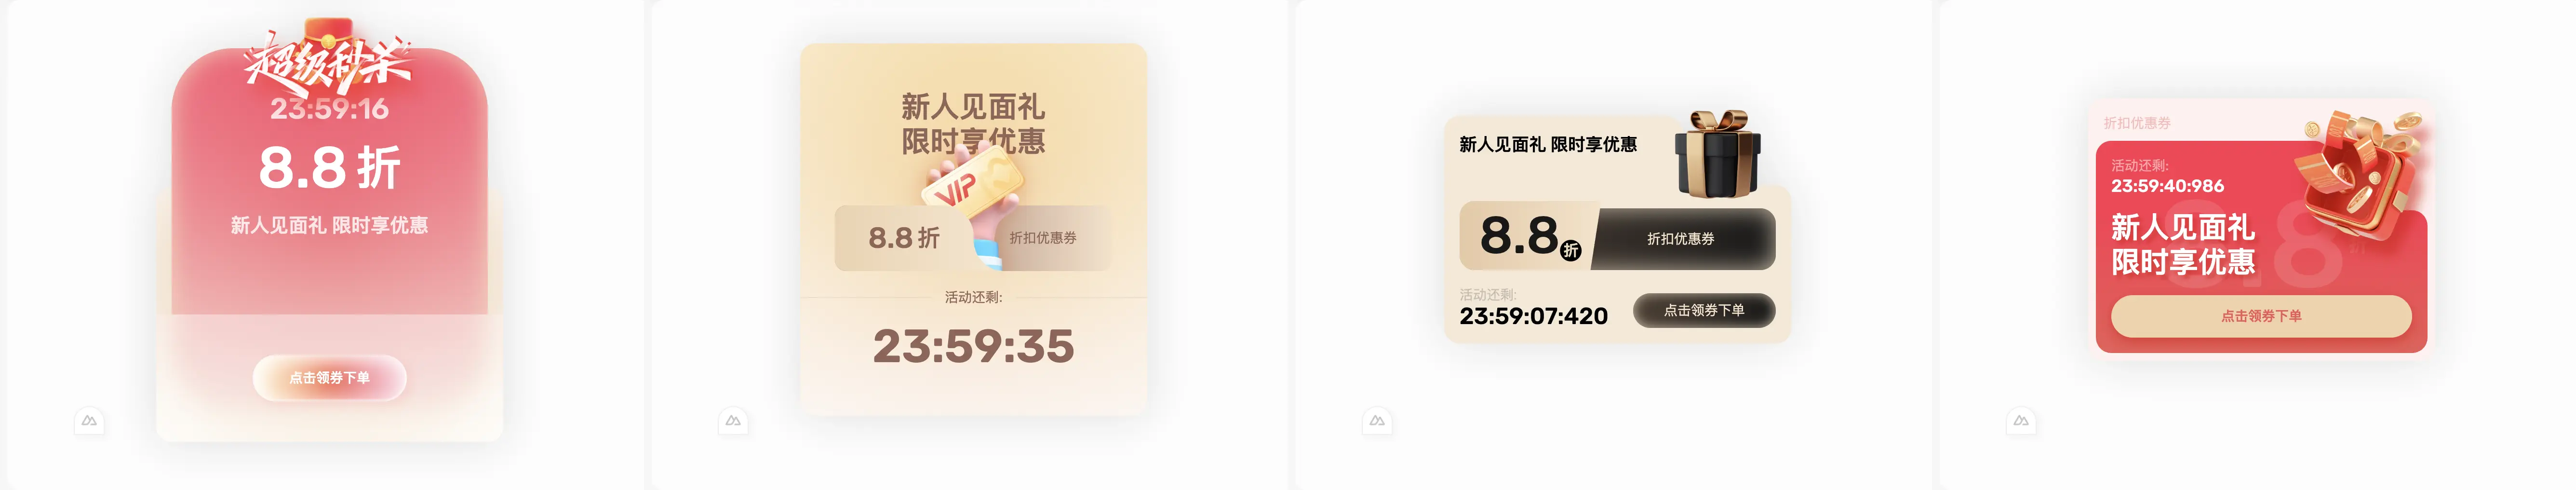 超级秒杀
23:59:16
8.8 折
新人见面礼 限时享优惠
点击领券下单
新人见面礼
限时享优惠
VIP
8.8 折
折扣优惠券
活动还剩:
23:59:35
新人见面礼 限时享优惠
8.8折
折扣优惠券
活动还剩:
23:59:07:420
点击领券下单
折扣优惠券
活动还剩:
23:59:40:986
8.8
折
新人见面礼
限时享优惠
点击领券下单